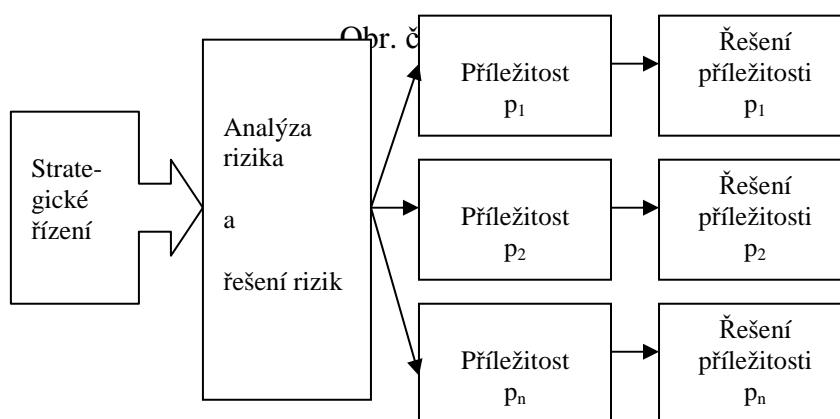 Obr. č
Strate-
gické
řízení
Analýza
rizika
a
řešení rizik
Příležitost
p₁
Řešení
příležitosti
p₁
Příležitost
p₂
Řešení
příležitosti
p₂
Příležitost
pₙ
Řešení
příležitosti
pₙ